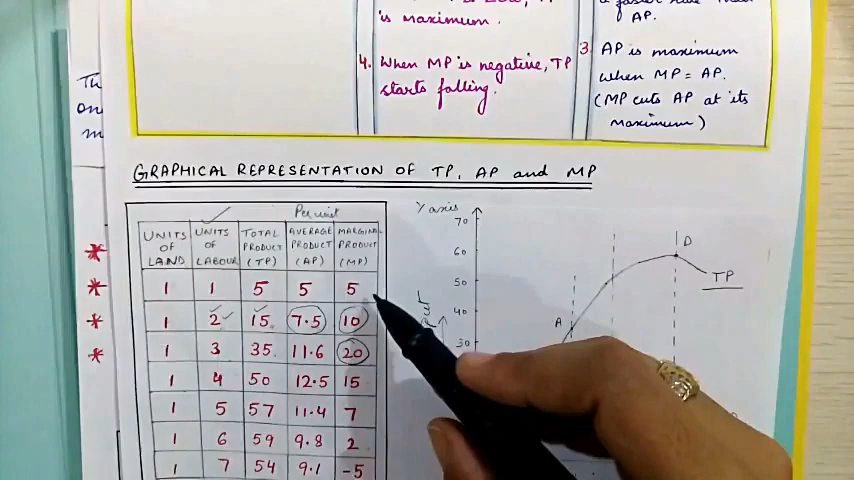 is maximum.
4. When MP is negative, TP
starts falling.
AP.
3. AP is maximum
when MP = AP.
(MP cuts AP at its
maximum)
Th
one
m
GRAPHICAL REPRESENTATION OF TP, AP and MP
Per unit
UNITS OF LAND UNITS OF LABOUR TOTAL PRODUCT (TP) AVERAGE PRODUCT (AP) MARGINAL PRODUCT (MP)
1 1 5 5 5
1 2 15 7.5 10
1 3 35 11.6 20
1 4 50 12.5 15
1 5 57 11.4 7
1 6 59 9.8 2
1 7 54 9.1 -5
Y axis
70
60
50
40
30
A
D
TP